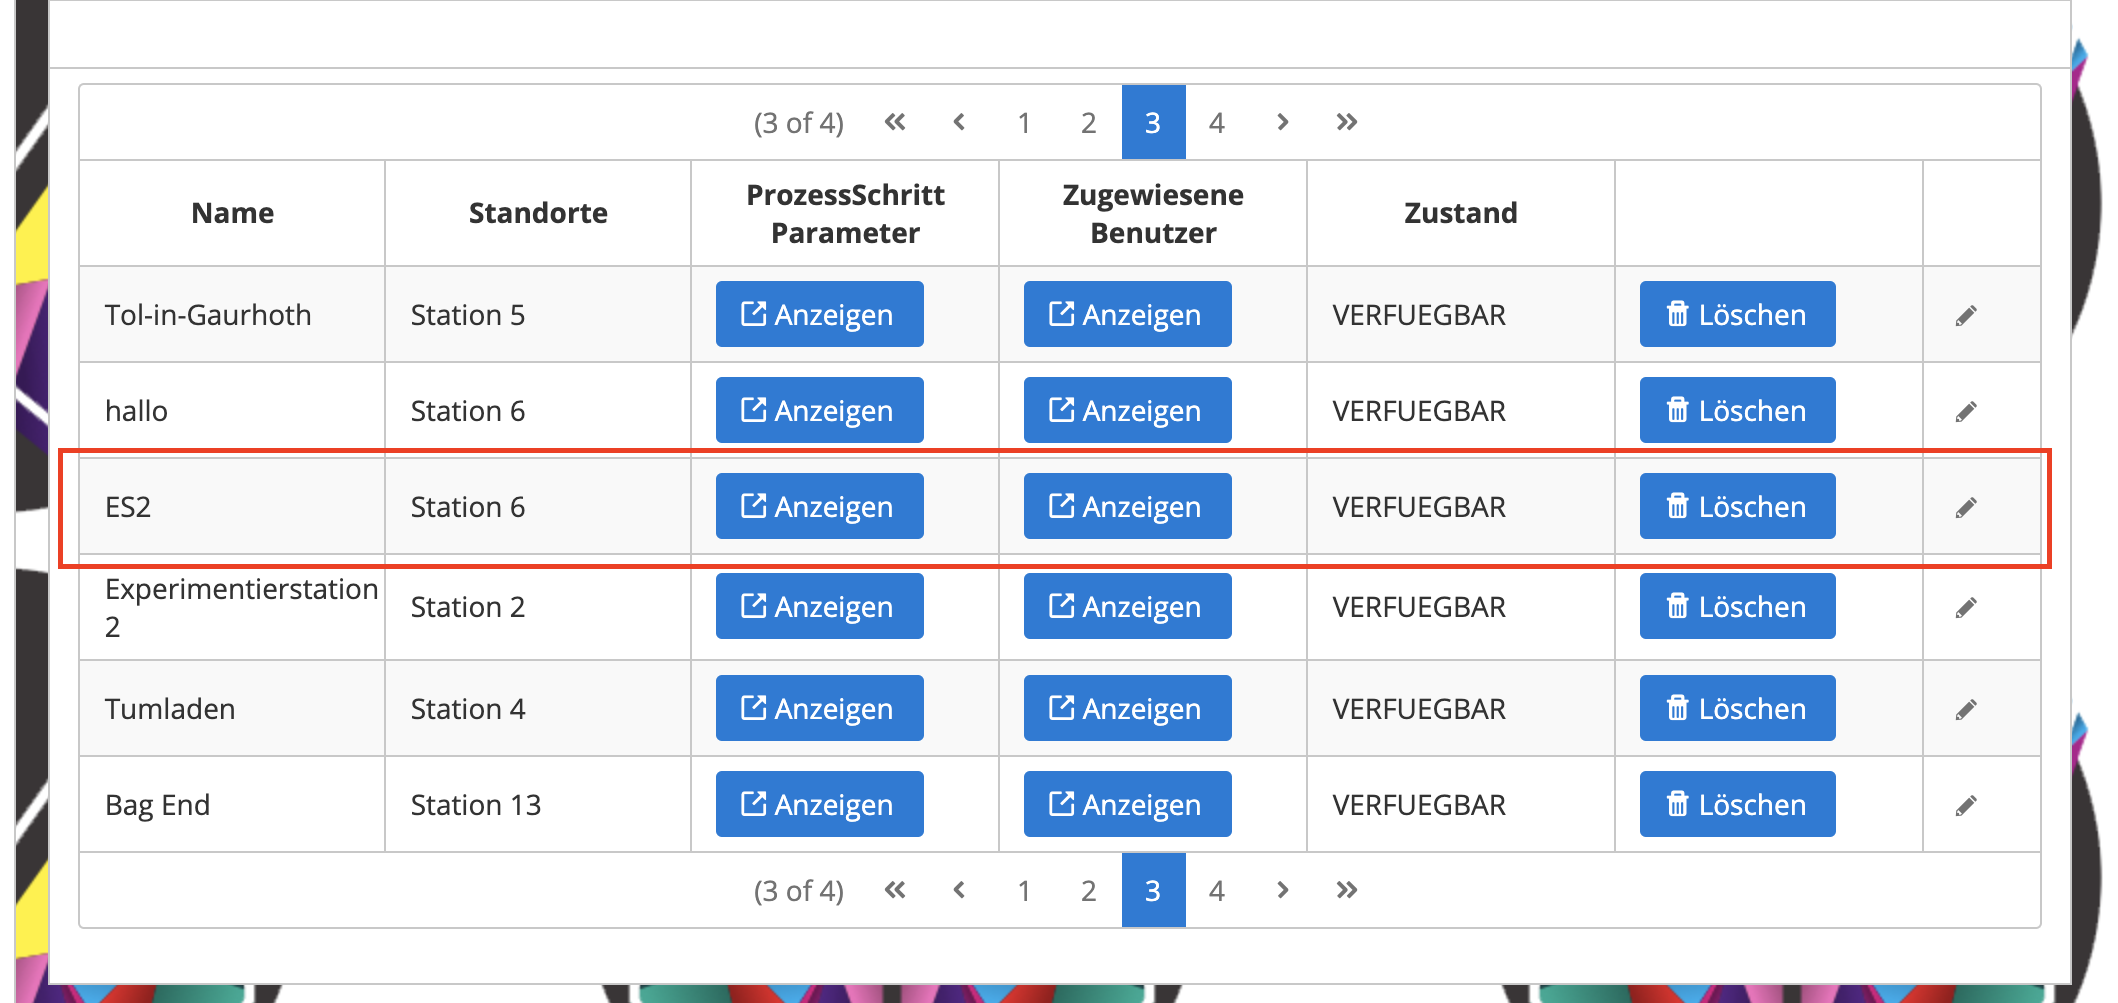 (3 of 4) 1 2 3 4
Name Standorte ProzessSchritt Parameter Zugewiesene Benutzer Zustand
Tol-in-Gaurhoth Station 5 Anzeigen Anzeigen VERFUEGBAR Löschen
hallo Station 6 Anzeigen Anzeigen VERFUEGBAR Löschen
ES2 Station 6 Anzeigen Anzeigen VERFUEGBAR Löschen
Experimentierstation 2 Station 2 Anzeigen Anzeigen VERFUEGBAR Löschen
Tumladen Station 4 Anzeigen Anzeigen VERFUEGBAR Löschen
Bag End Station 13 Anzeigen Anzeigen VERFUEGBAR Löschen
(3 of 4) 1 2 3 4